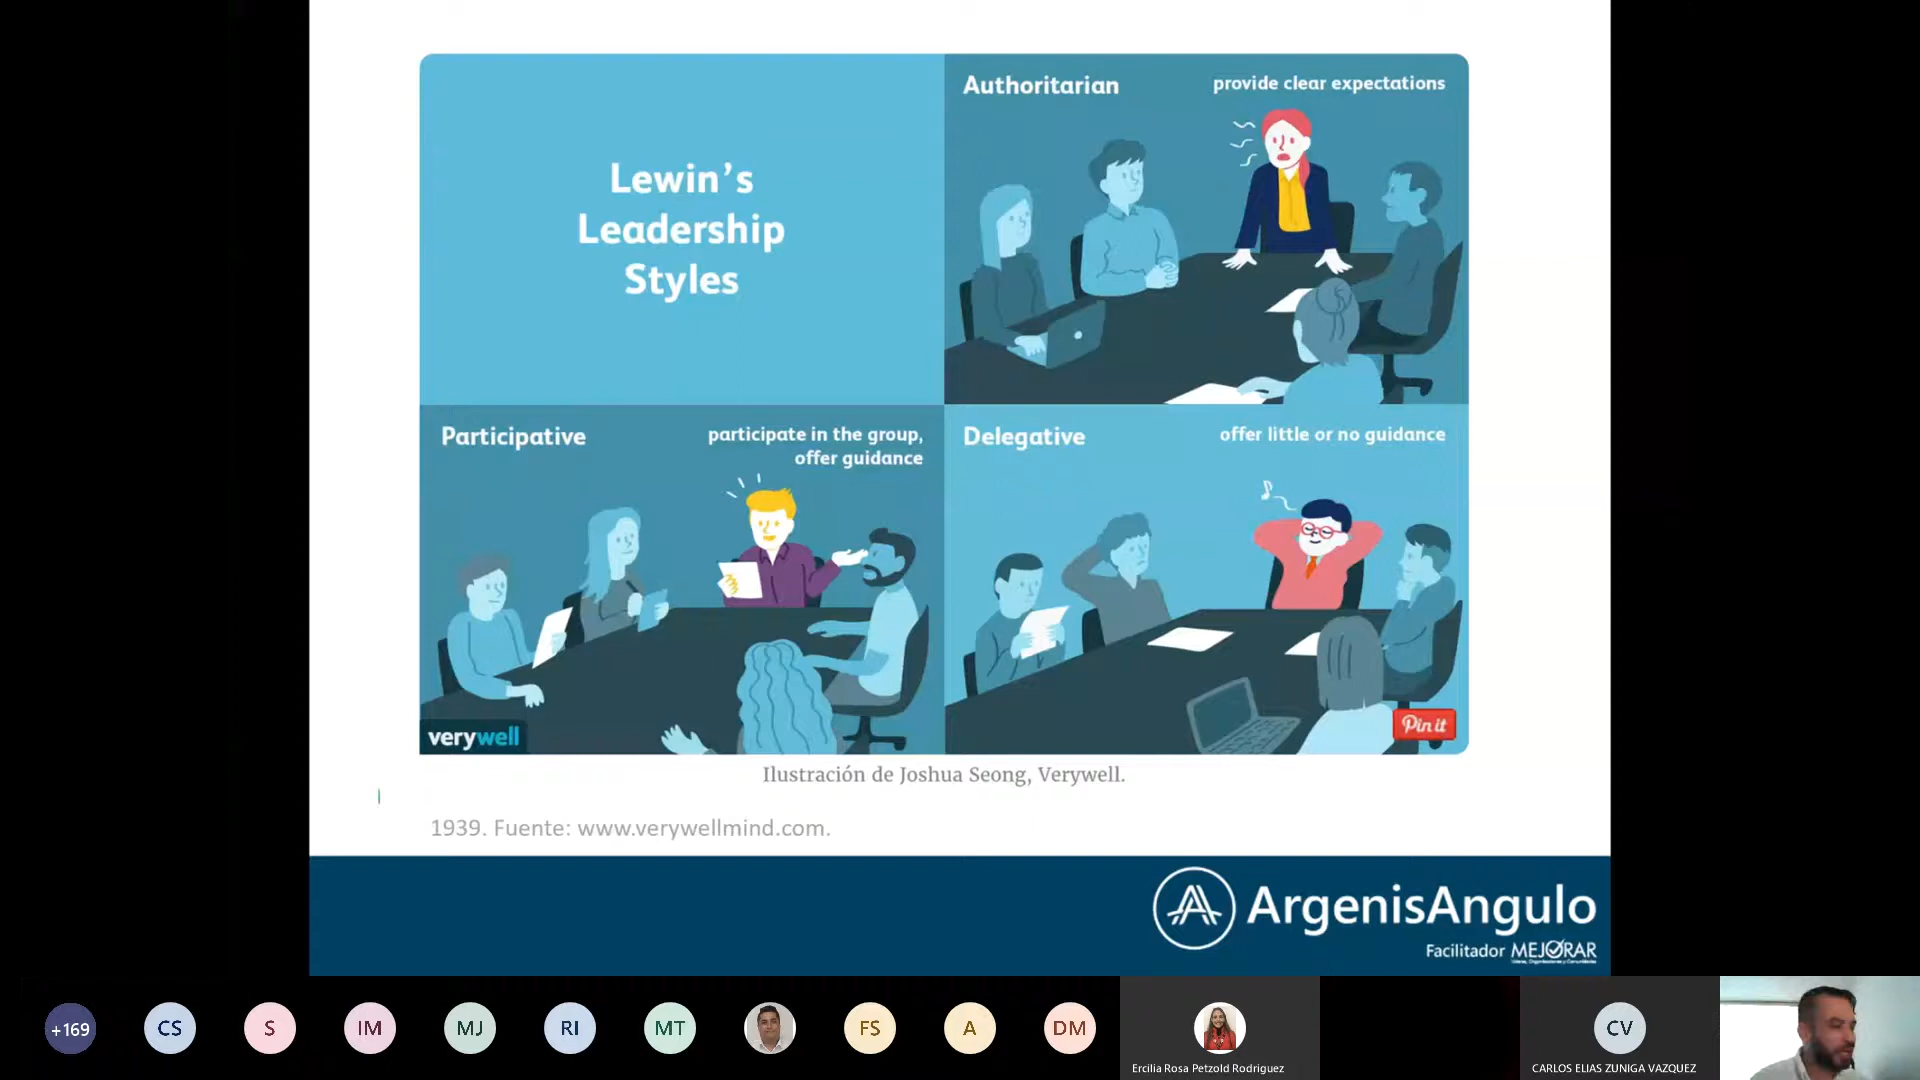 Lewin's
Leadership
Styles
Authoritarian
provide clear expectations
Participative
participate in the group,
offer guidance
Delegative
offer little or no guidance
verywell
Pin it
Ilustración de Joshua Seong, Verywell.
1939. Fuente: www.verywellmind.com.
ArgenisAngulo
Facilitador MEJORAR
+169
CS
S
IM
MJ
RI
MT
FS
A
DM
Ercilia Rosa Petzold Rodriguez
CV
CARLOS ELIAS ZUNIGA VAZQUEZ